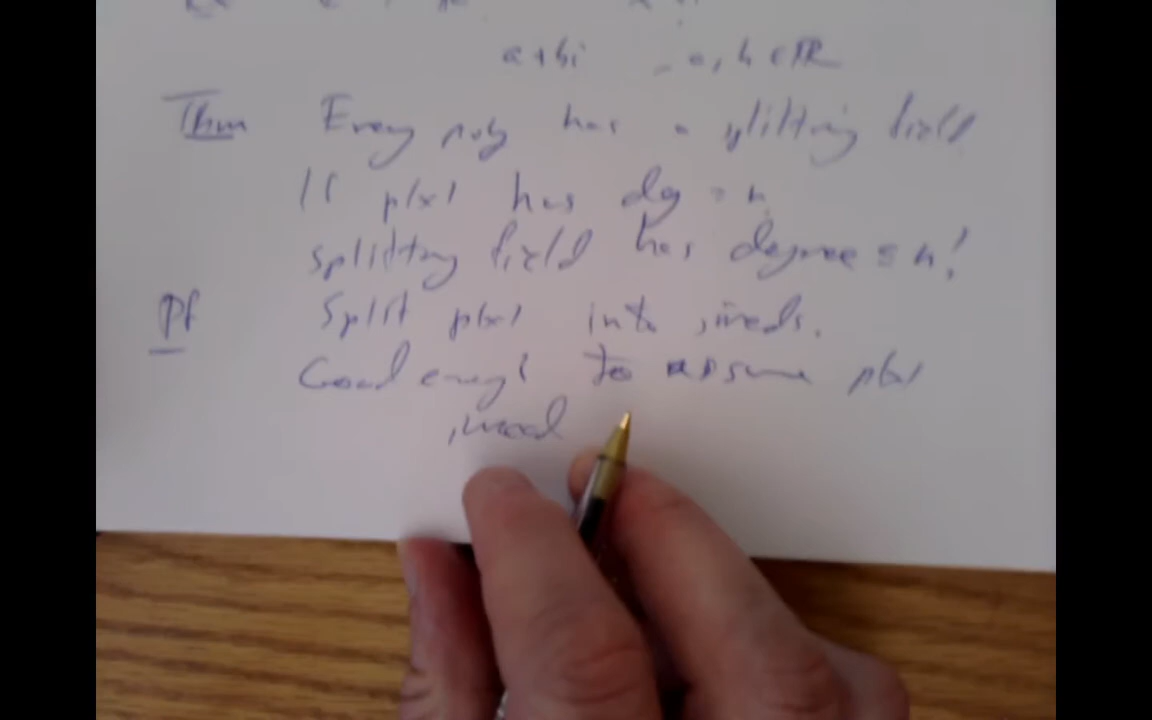 a+bi a, b ∈ ℝ
Thm Every poly has a splitting field
If p(x) has deg = n
splitting field has degree ≤ n!
Pf Split p(x) into irreds.
Good enough to assume p(x)
irred